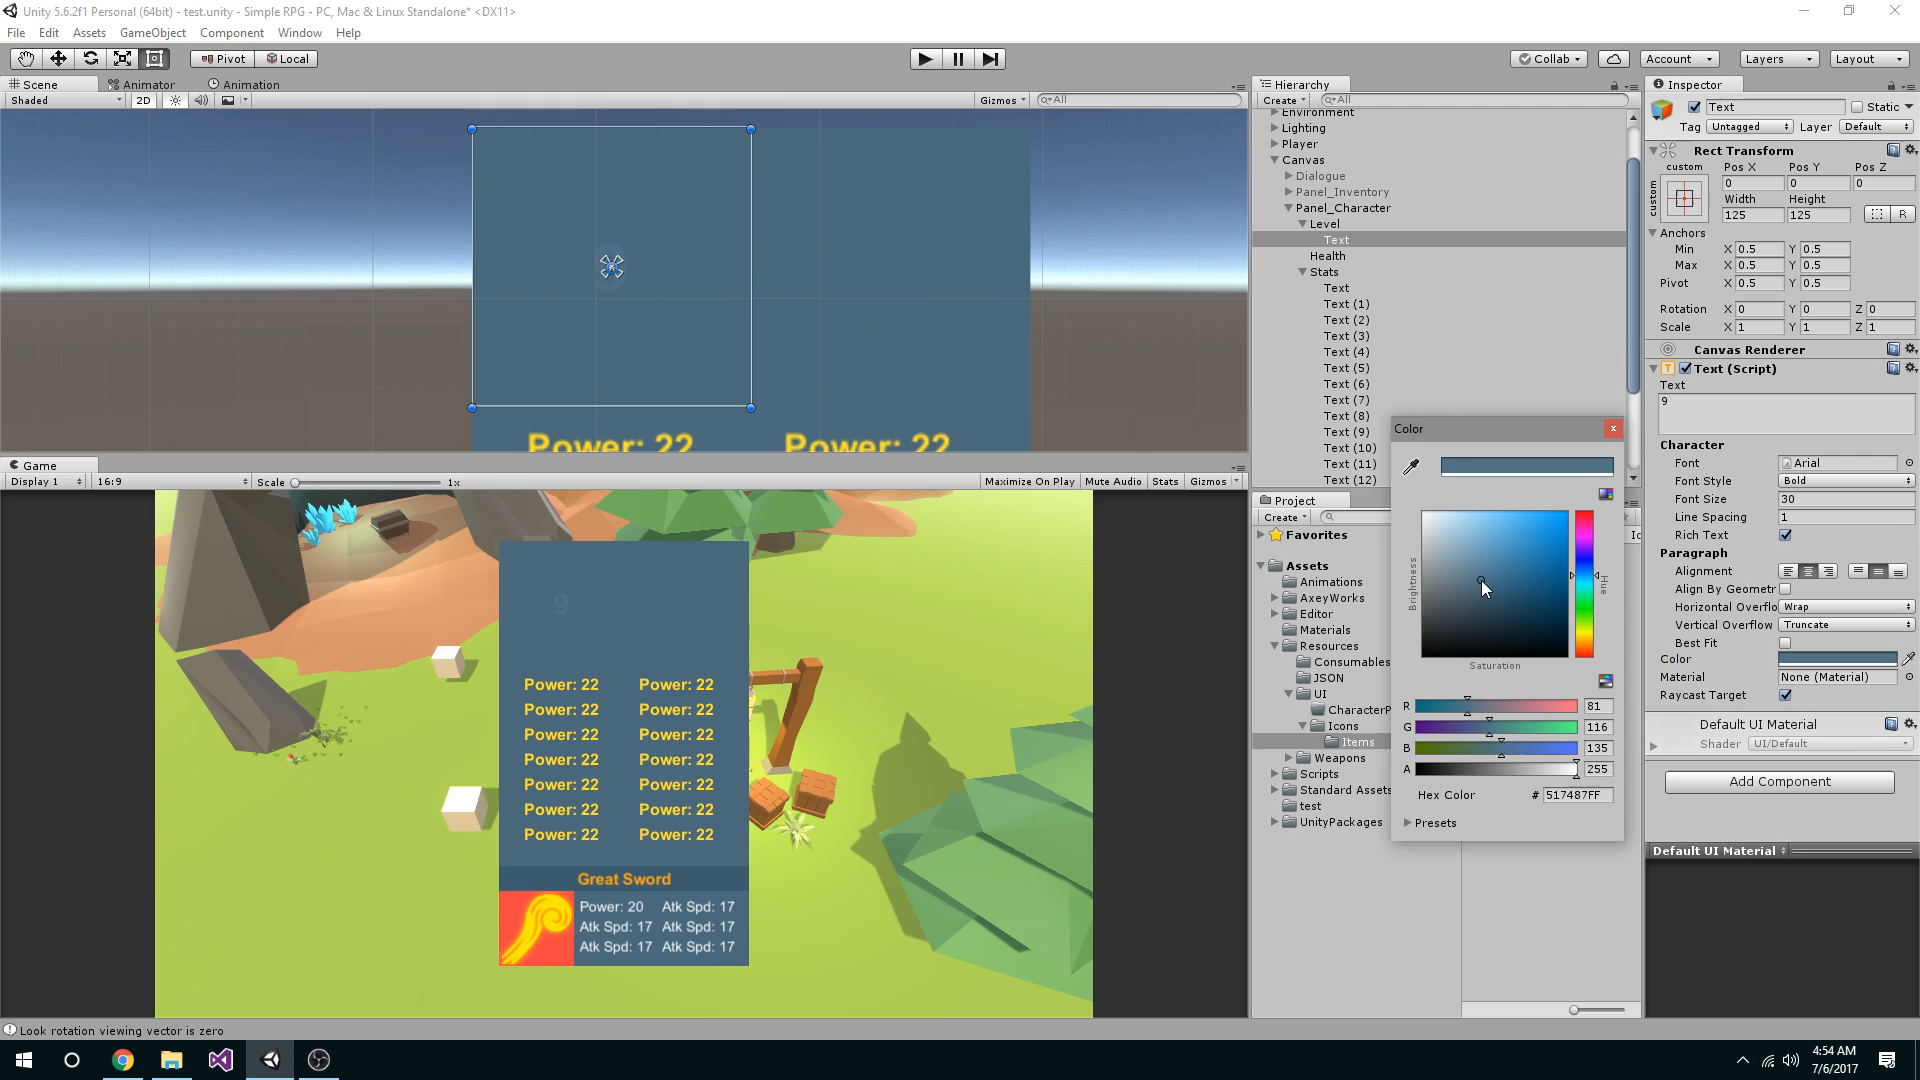 Unity 5.6.2f1 Personal (64bit) - test.unity - Simple RPG - PC, Mac & Linux Standalone* <DX11>
File Edit Assets GameObject Component Window Help
Pivot Local
Collab Account Layers Layout
Scene Animator Animation
Shaded 2D Gizmos All
Power: 22 Power: 22
Game
Display 1 16:9 Scale 1x Maximize On Play Mute Audio Stats Gizmos
9
Power: 22 Power: 22
Power: 22 Power: 22
Power: 22 Power: 22
Power: 22 Power: 22
Power: 22 Power: 22
Power: 22 Power: 22
Power: 22 Power: 22
Great Sword
Power: 20 Atk Spd: 17
Atk Spd: 17 Atk Spd: 17
Atk Spd: 17 Atk Spd: 17
Hierarchy
Create All
Environment
Lighting
Player
Canvas
Dialogue
Panel_Inventory
Panel_Character
Level
Text
Health
Stats
Text
Text (1)
Text (2)
Text (3)
Text (4)
Text (5)
Text (6)
Text (7)
Text (8)
Text (9)
Text (10)
Text (11)
Text (12)
Project
Create
Favorites
Assets
Animations
AxeyWorks
Editor
Materials
Resources
Consumables
JSON
UI
CharacterP
Icons
Items
Weapons
Scripts
Standard Assets
test
UnityPackages
Color
Brightness
Hue
Saturation
R 81
G 116
B 135
A 255
Hex Color # 517487FF
Presets
Inspector
Text Static
Tag Untagged Layer Default
Rect Transform
custom Pos X Pos Y Pos Z
custom
0 0 0
Width Height
125 125 R
Anchors
Min X 0.5 Y 0.5
Max X 0.5 Y 0.5
Pivot X 0.5 Y 0.5
Rotation X 0 Y 0 Z 0
Scale X 1 Y 1 Z 1
Canvas Renderer
Text (Script)
Text
9
Character
Font Arial
Font Style Bold
Font Size 30
Line Spacing 1
Rich Text
Paragraph
Alignment
Align By Geometr
Horizontal Overflo Wrap
Vertical Overflow Truncate
Best Fit
Color
Material None (Material)
Raycast Target
Default UI Material
Shader UI/Default
Add Component
Default UI Material
Look rotation viewing vector is zero
4:54 AM
7/6/2017